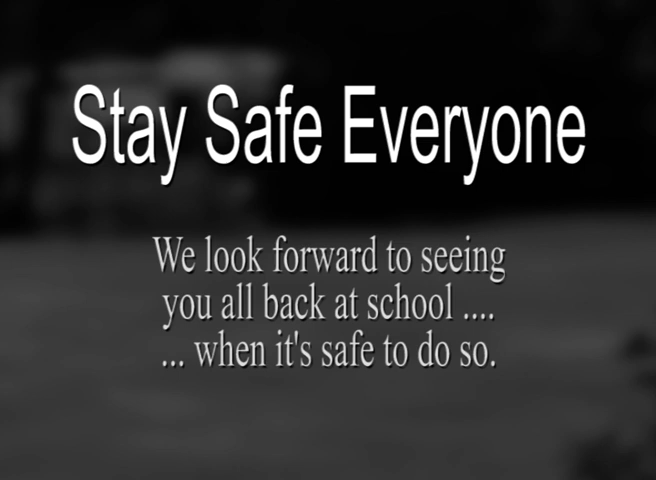 Stay Safe Everyone
We look forward to seeing
you all back at school ....
... when it's safe to do so.